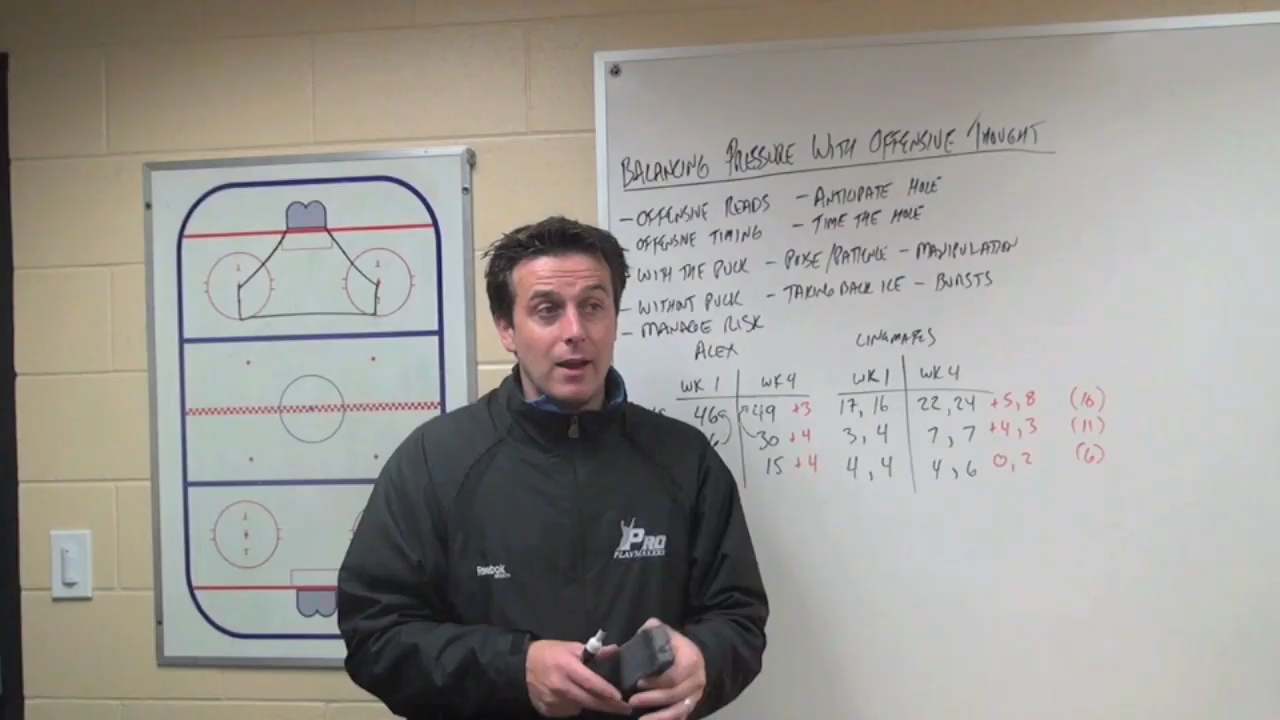 BALANCING PRESSURE WITH OFFENSIVE THOUGHT
- OFFENSIVE READS - ANTICIPATE HOLE
OFFENSIVE TIMING - TIME THE HOLE
- WITH THE PUCK - POISE/PATIENCE - MANIPULATION
- WITHOUT PUCK - TAKING BACK ICE - BURSTS
- MANAGE RISK
ALEX LINEMATES
WK 1 WK 4 WK 1 WK 4
469 49 +3 17, 16 22, 24 +5, 8 (16)
30 +4 3, 4 7, 7 +4, 3 (11)
15 +4 4, 4 4, 6 0, 2 (6)
PRO
PLAYMAKERS
Reebok